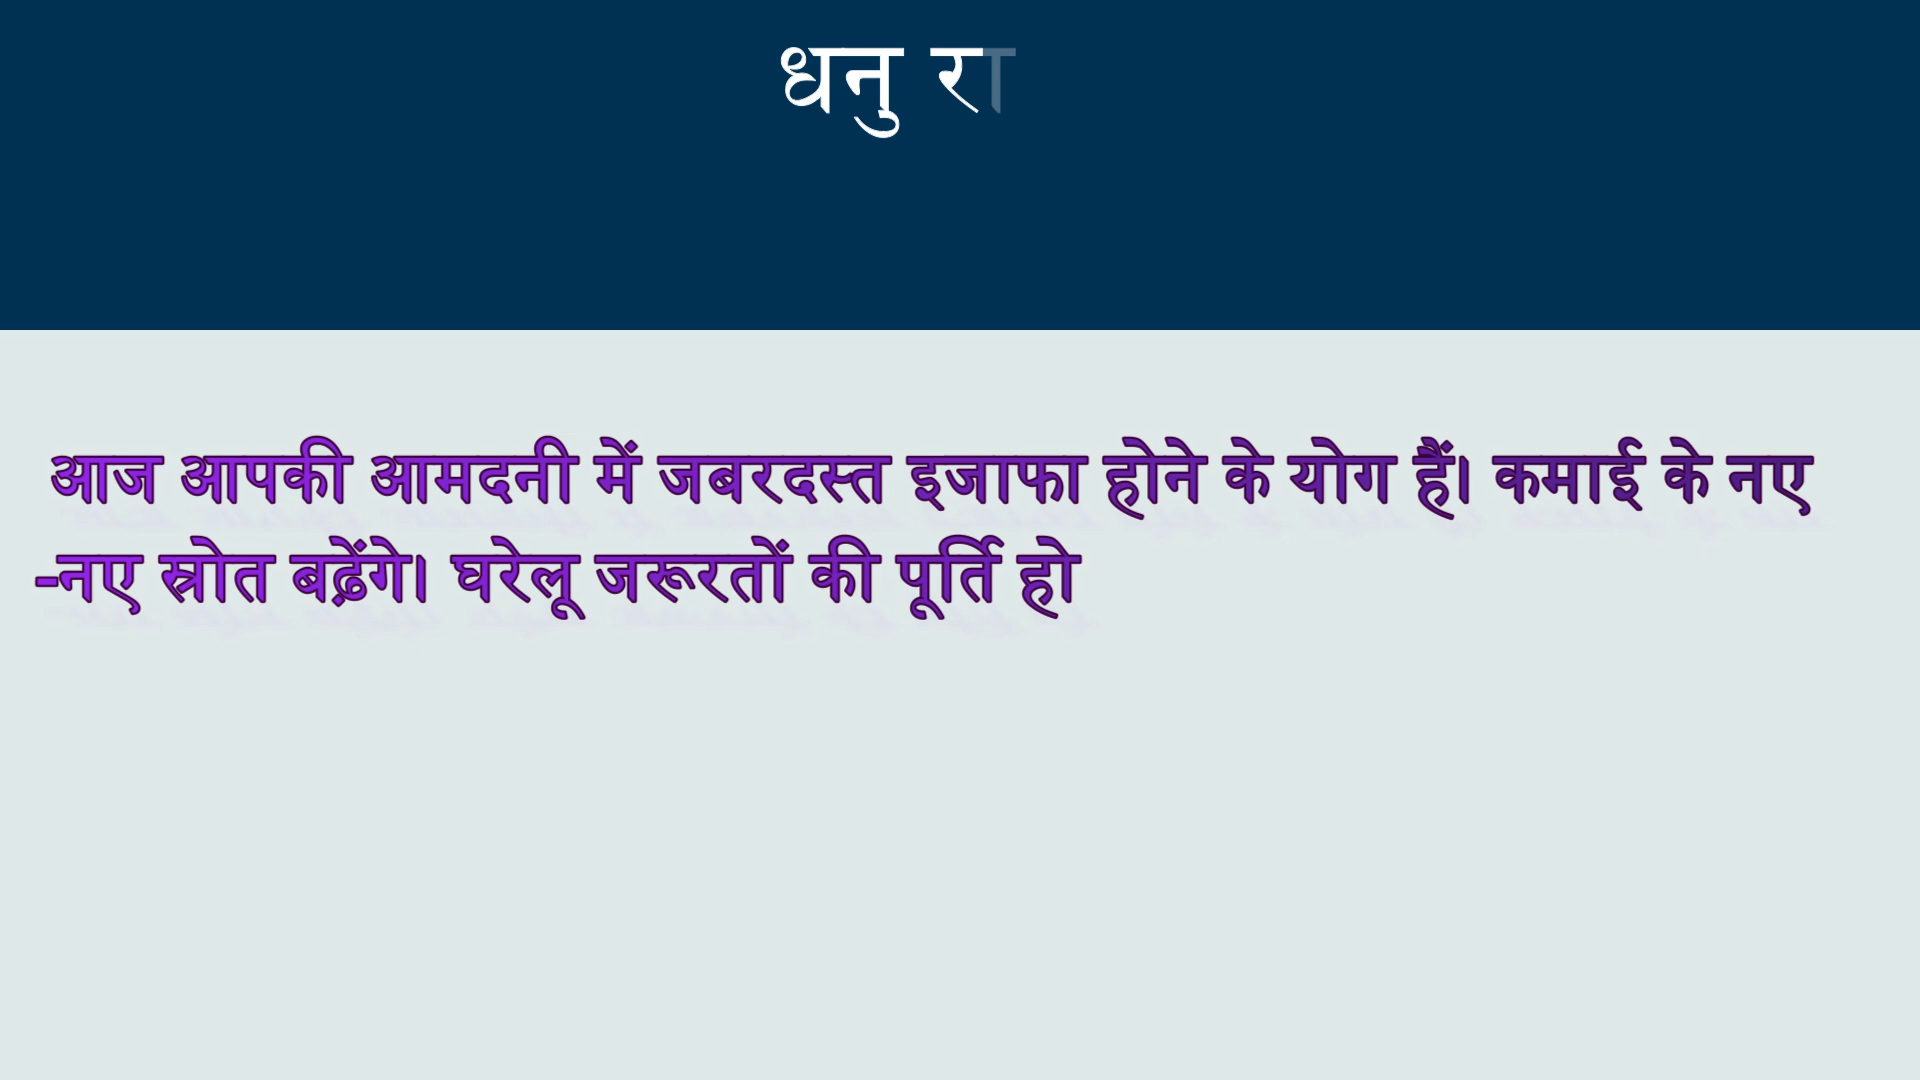 धनु रा
आज आपकी आमदनी में जबरदस्त इजाफा होने के योग हैं। कमाई के नए
-नए स्रोत बढ़ेंगे। घरेलू जरूरतों की पूर्ति हो